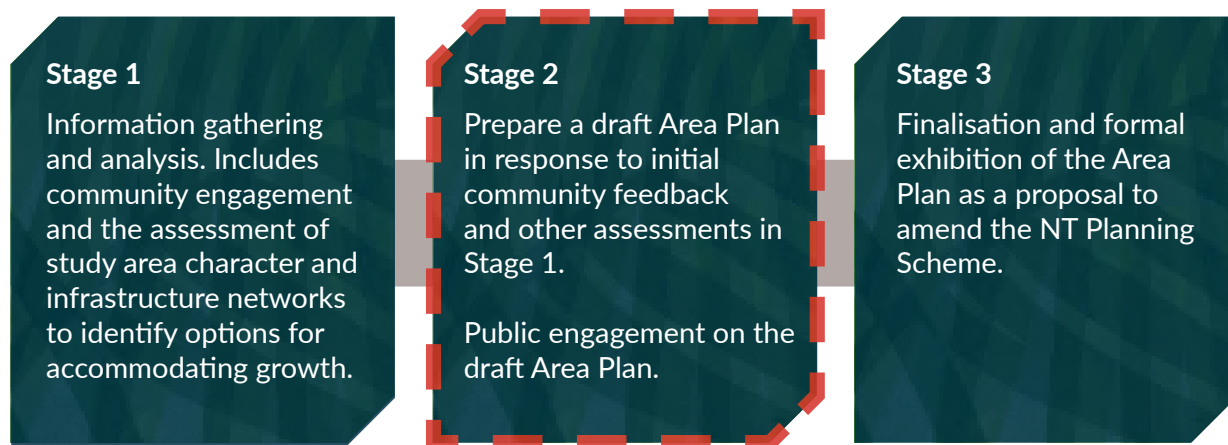 Stage 1
Information gathering
and analysis. Includes
community engagement
and the assessment of
study area character and
infrastructure networks
to identify options for
accommodating growth.
Stage 2
Prepare a draft Area Plan
in response to initial
community feedback
and other assessments in
Stage 1.
Public engagement on the
draft Area Plan.
Stage 3
Finalisation and formal
exhibition of the Area
Plan as a proposal to
amend the NT Planning
Scheme.